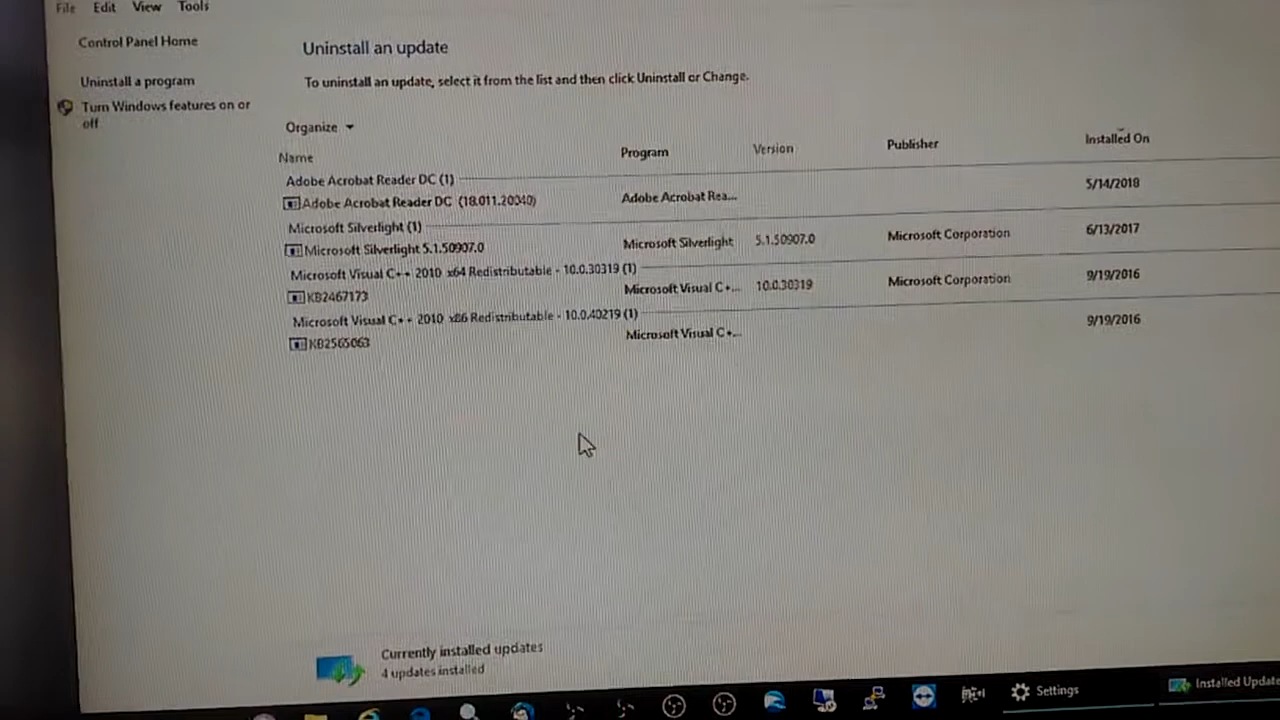 File Edit View Tools
Control Panel Home
Uninstall a program
Turn Windows features on or
off
Uninstall an update
To uninstall an update, select it from the list and then click Uninstall or Change.
Organize
Name Program Version Publisher Installed On
Adobe Acrobat Reader DC (1)
Adobe Acrobat Reader DC (18.011.20040) Adobe Acrobat Rea... 5/14/2018
Microsoft Silverlight (1)
Microsoft Silverlight 5.1.50907.0 Microsoft Silverlight 5.1.50907.0 Microsoft Corporation 6/13/2017
Microsoft Visual C++ 2010 x64 Redistributable - 10.0.30319 (1)
KB2467173 Microsoft Visual C+... 10.0.30319 Microsoft Corporation 9/19/2016
Microsoft Visual C++ 2010 x86 Redistributable - 10.0.40219 (1)
KB2565063 Microsoft Visual C+... 9/19/2016
Currently installed updates
4 updates installed
Settings Installed Update